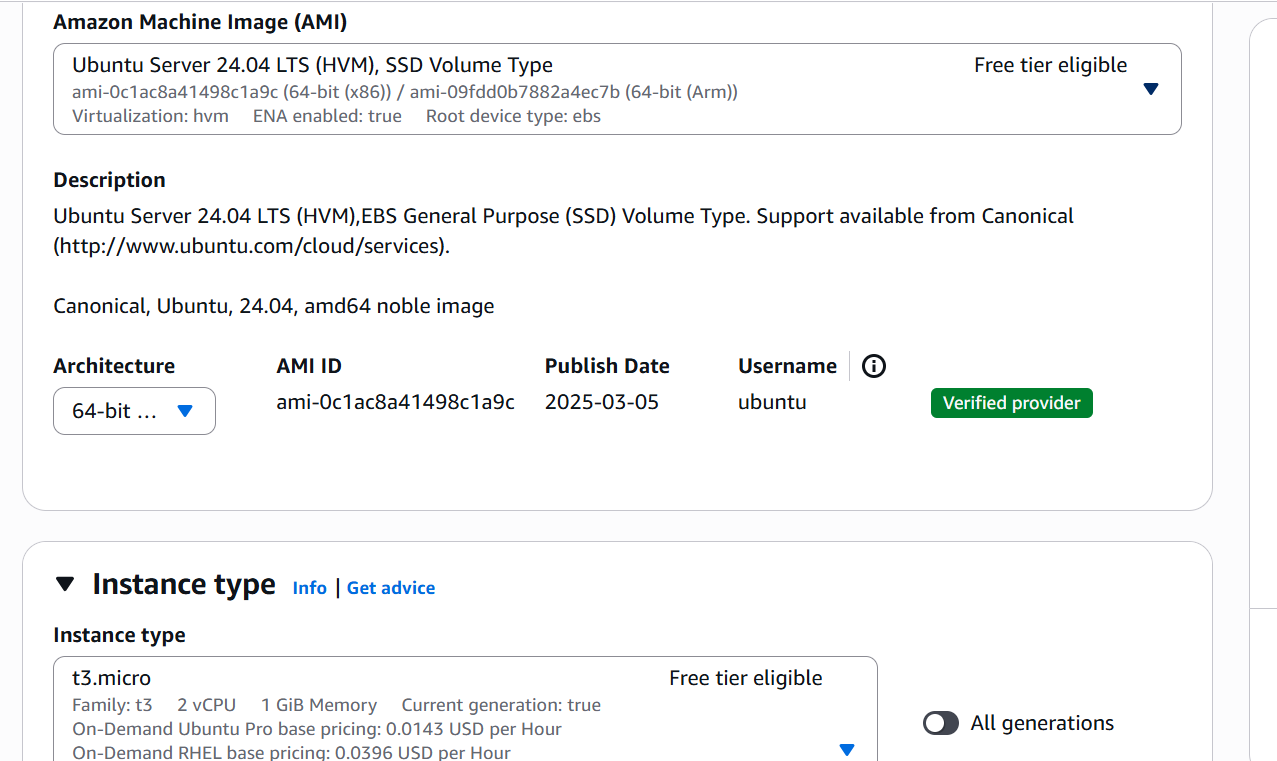 Amazon Machine Image (AMI)
Ubuntu Server 24.04 LTS (HVM), SSD Volume Type
Free tier eligible
ami-0c1ac8a41498c1a9c (64-bit (x86)) / ami-09fdd0b7882a4ec7b (64-bit (Arm))
Virtualization: hvm ENA enabled: true Root device type: ebs
Description
Ubuntu Server 24.04 LTS (HVM),EBS General Purpose (SSD) Volume Type. Support available from Canonical
(http://www.ubuntu.com/cloud/services).
Canonical, Ubuntu, 24.04, amd64 noble image
Architecture AMI ID Publish Date Username
64-bit ... ami-0c1ac8a41498c1a9c 2025-03-05 ubuntu Verified provider
Instance type Info | Get advice
Instance type
t3.micro Free tier eligible
Family: t3 2 vCPU 1 GiB Memory Current generation: true
On-Demand Ubuntu Pro base pricing: 0.0143 USD per Hour
On-Demand RHEL base pricing: 0.0396 USD per Hour
All generations